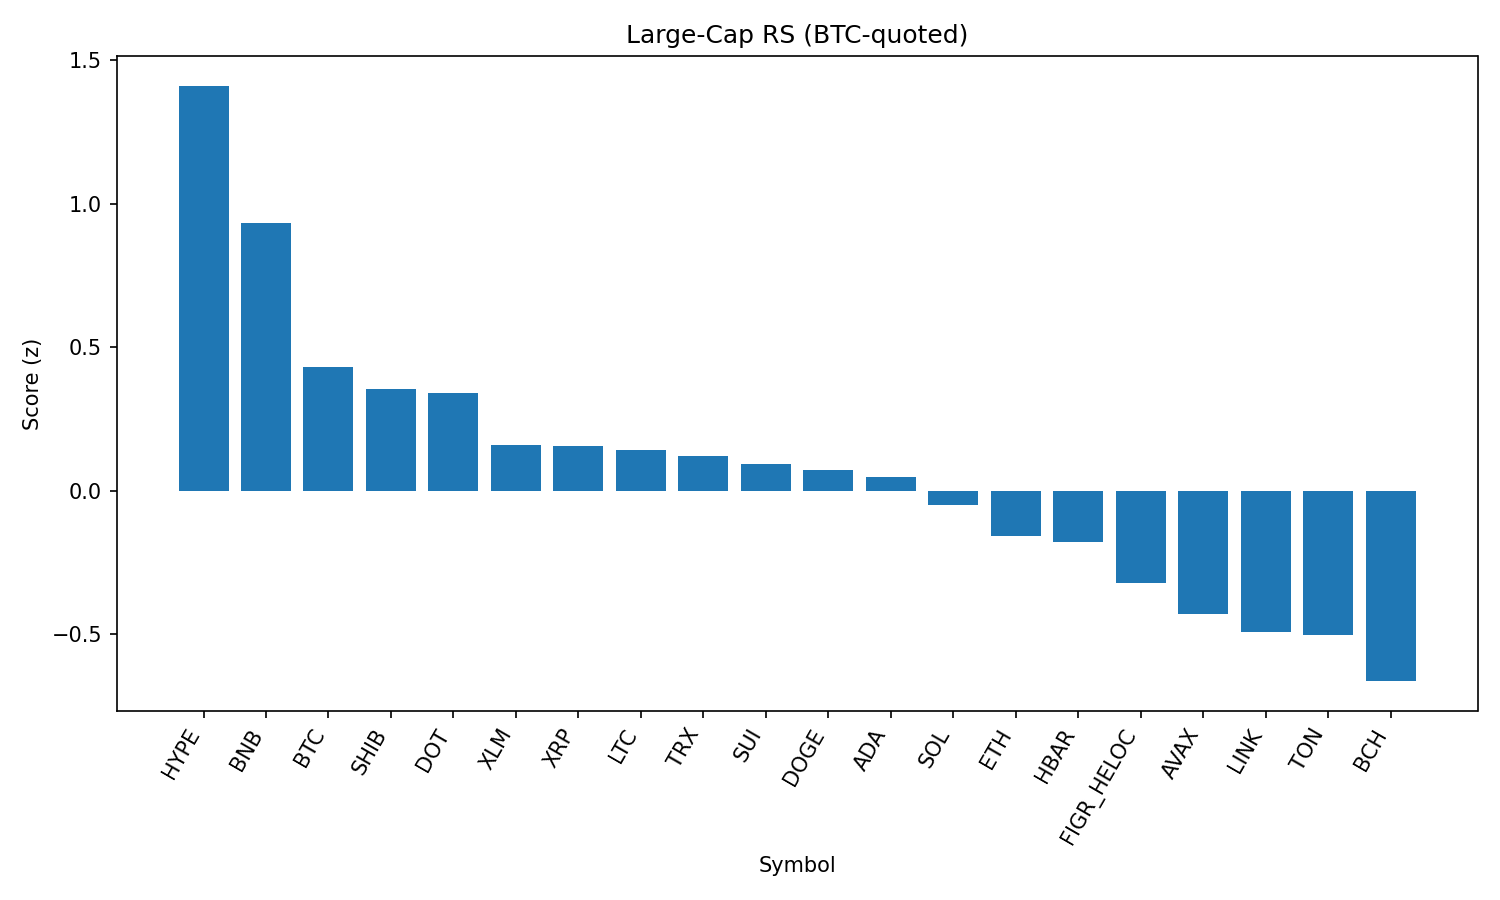 Large-Cap RS (BTC-quoted)
Score (z)
1.5
1.0
0.5
0.0
−0.5
HYPE
BNB
BTC
SHIB
DOT
XLM
XRP
LTC
TRX
SUI
DOGE
ADA
SOL
ETH
HBAR
FIGR_HELOC
AVAX
LINK
TON
BCH
Symbol